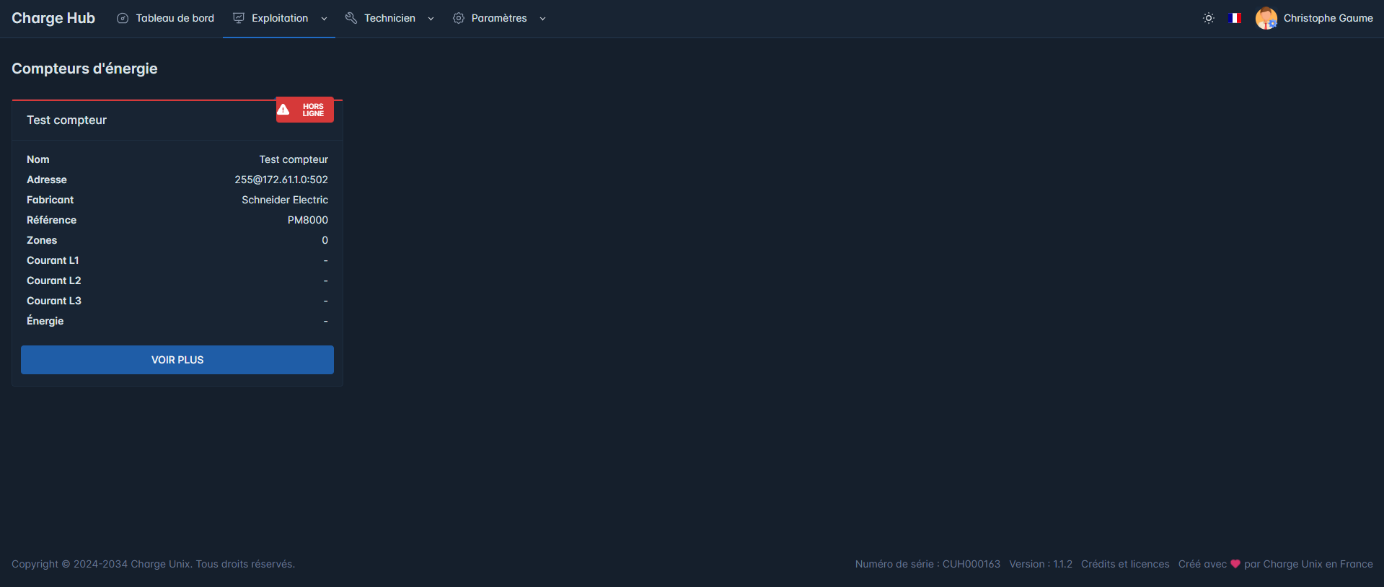 Charge Hub Tableau de bord Exploitation Technicien Paramètres Christophe Gaume
Compteurs d'énergie
HORS
LIGNE
Test compteur
Nom Test compteur
Adresse 255@172.61.1.0:502
Fabricant Schneider Electric
Référence PM8000
Zones 0
Courant L1 -
Courant L2 -
Courant L3 -
Énergie -
VOIR PLUS
Copyright © 2024-2034 Charge Unix. Tous droits réservés. Numéro de série : CUH000163 Version : 1.1.2 Crédits et licences Créé avec ❤ par Charge Unix en France